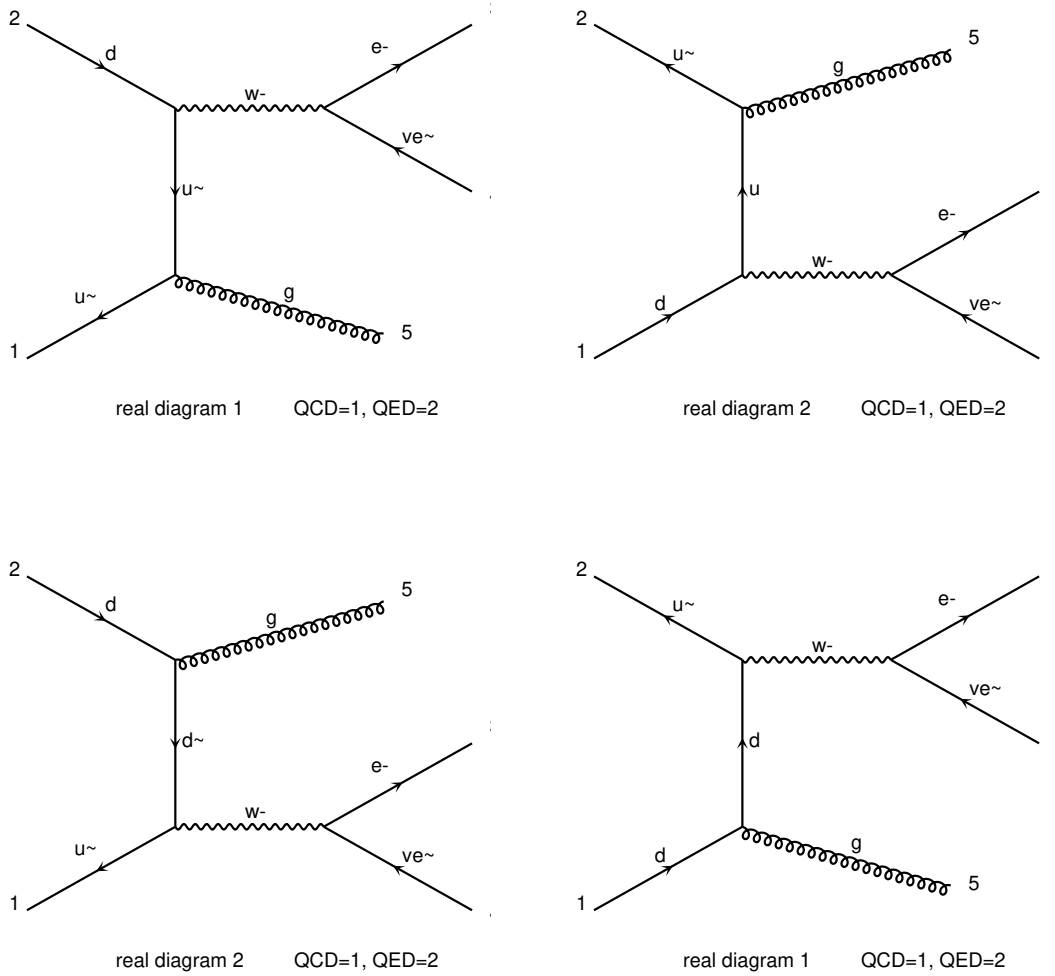 2
d
w-
e-
ve~
u~
u~
g
5
1
real diagram 1 QCD=1, QED=2
2
u~
g
5
u
e-
w-
d
ve~
1
real diagram 2 QCD=1, QED=2
2
d
g
5
d~
e-
w-
u~
ve~
1
real diagram 2 QCD=1, QED=2
2
u~
w-
e-
ve~
d
d
g
5
1
real diagram 1 QCD=1, QED=2